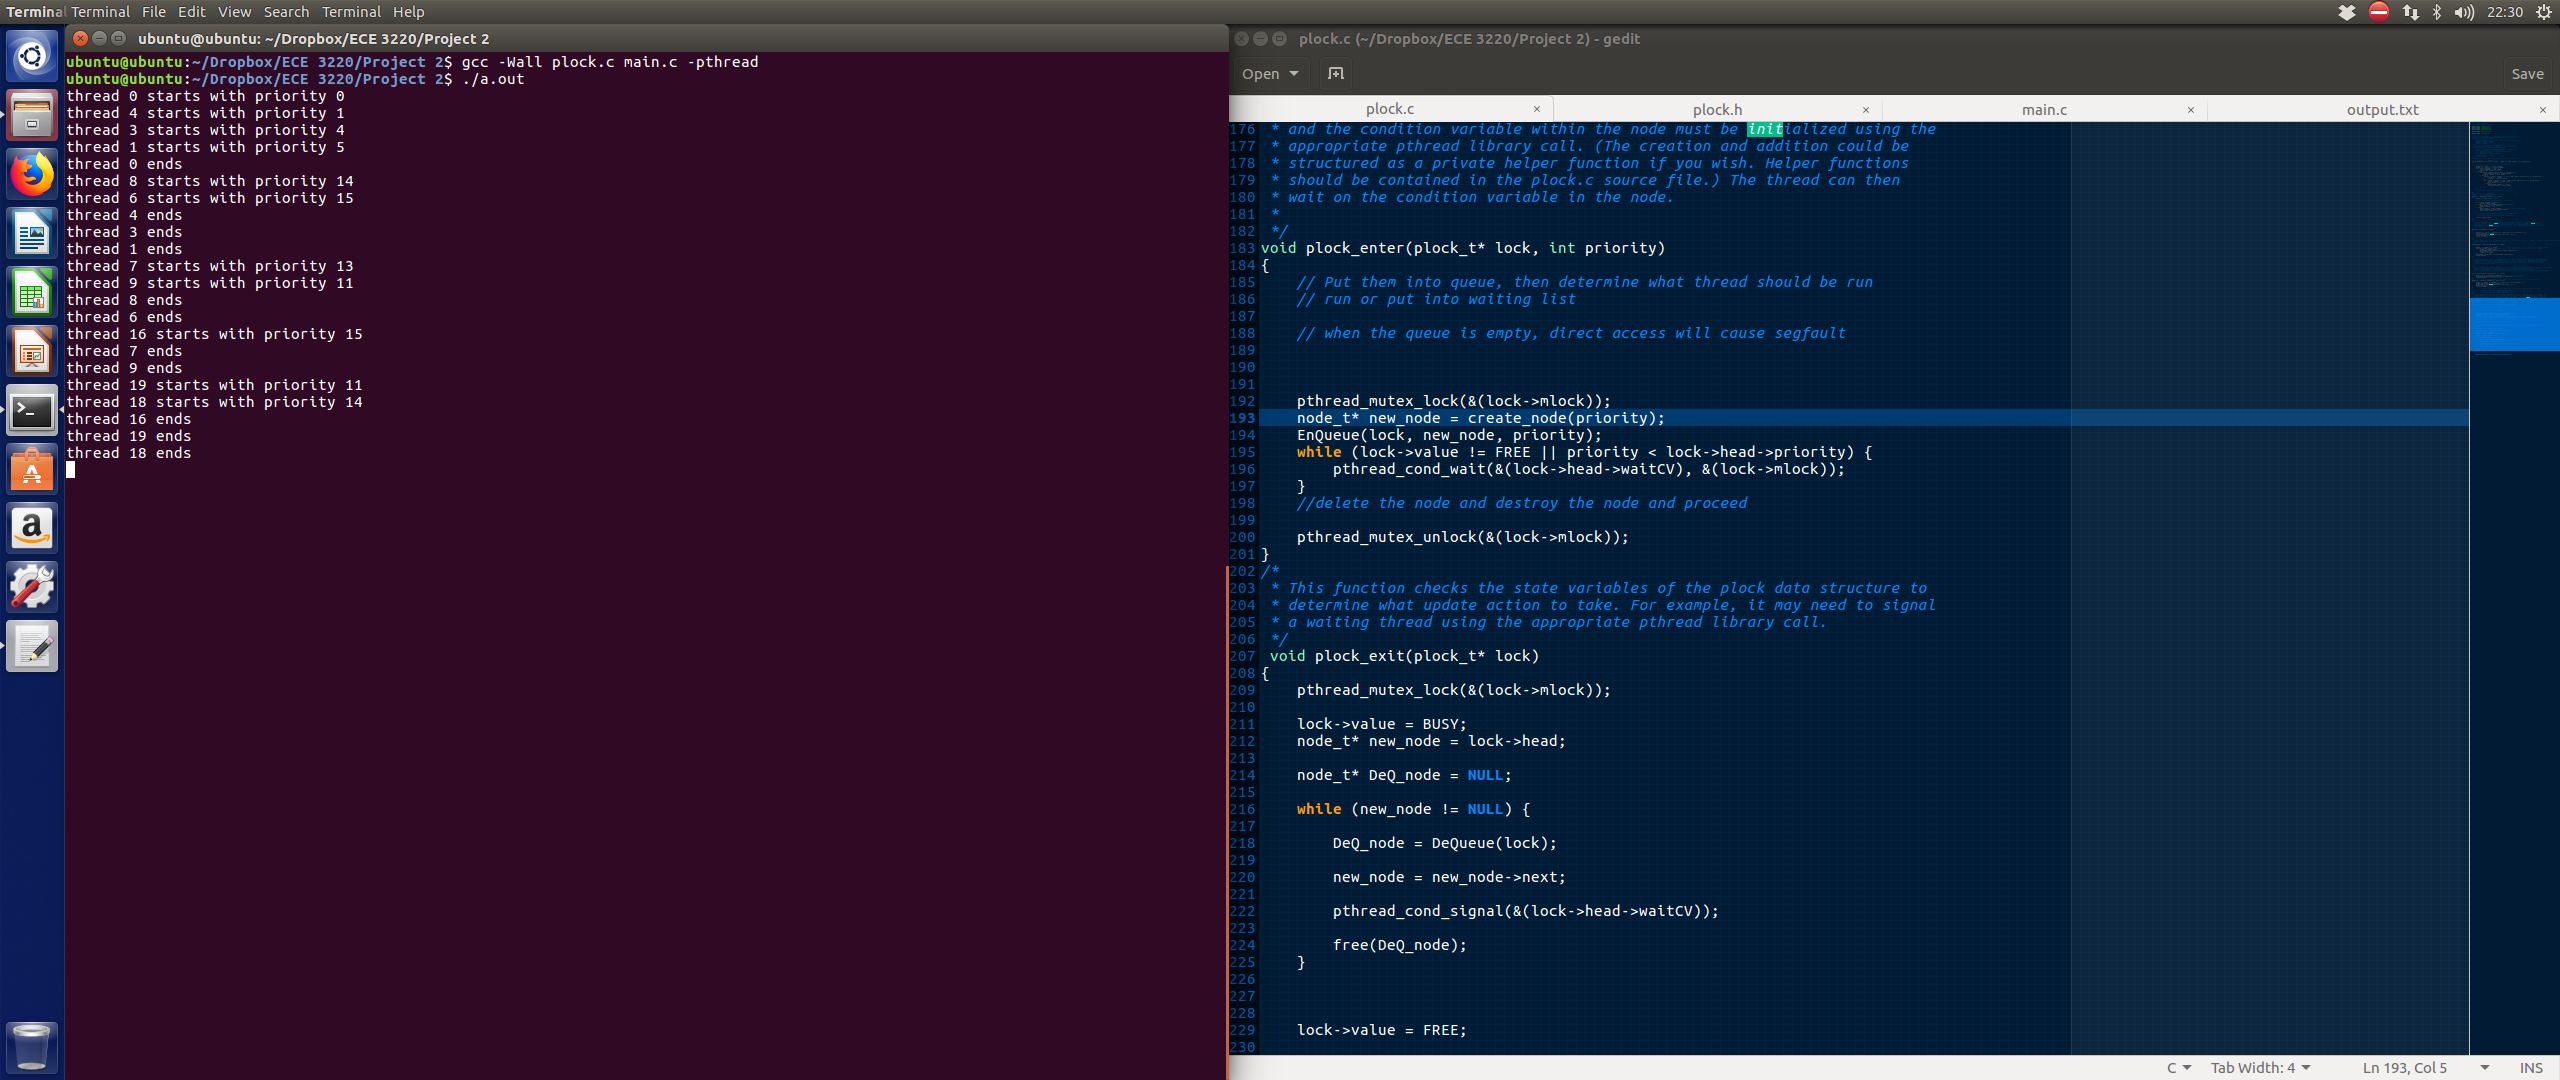 Terminal Terminal File Edit View Search Terminal Help
22:30
ubuntu@ubuntu: ~/Dropbox/ECE 3220/Project 2
ubuntu@ubuntu:~/Dropbox/ECE 3220/Project 2$ gcc -Wall plock.c main.c -pthread
ubuntu@ubuntu:~/Dropbox/ECE 3220/Project 2$ ./a.out
thread 0 starts with priority 0
thread 4 starts with priority 1
thread 3 starts with priority 4
thread 1 starts with priority 5
thread 0 ends
thread 8 starts with priority 14
thread 6 starts with priority 15
thread 4 ends
thread 3 ends
thread 1 ends
thread 7 starts with priority 13
thread 9 starts with priority 11
thread 8 ends
thread 6 ends
thread 16 starts with priority 15
thread 7 ends
thread 9 ends
thread 19 starts with priority 11
thread 18 starts with priority 14
thread 16 ends
thread 19 ends
thread 18 ends
plock.c (~/Dropbox/ECE 3220/Project 2) - gedit
Open
Save
plock.c × plock.h × main.c × output.txt ×
176 * and the condition variable within the node must be initialized using the
177 * appropriate pthread library call. (The creation and addition could be
178 * structured as a private helper function if you wish. Helper functions
179 * should be contained in the plock.c source file.) The thread can then
180 * wait on the condition variable in the node.
181 *
182 */
183 void plock_enter(plock_t* lock, int priority)
184 {
185 // Put them into queue, then determine what thread should be run
186 // run or put into waiting list
187
188 // when the queue is empty, direct access will cause segfault
189
190
191
192 pthread_mutex_lock(&(lock->mlock));
193 node_t* new_node = create_node(priority);
194 EnQueue(lock, new_node, priority);
195 while (lock->value != FREE || priority < lock->head->priority) {
196 pthread_cond_wait(&(lock->head->waitCV), &(lock->mlock));
197 }
198 //delete the node and destroy the node and proceed
199
200 pthread_mutex_unlock(&(lock->mlock));
201 }
202 /*
203 * This function checks the state variables of the plock data structure to
204 * determine what update action to take. For example, it may need to signal
205 * a waiting thread using the appropriate pthread library call.
206 */
207 void plock_exit(plock_t* lock)
208 {
209 pthread_mutex_lock(&(lock->mlock));
210
211 lock->value = BUSY;
212 node_t* new_node = lock->head;
213
214 node_t* DeQ_node = NULL;
215
216 while (new_node != NULL) {
217
218 DeQ_node = DeQueue(lock);
219
220 new_node = new_node->next;
221
222 pthread_cond_signal(&(lock->head->waitCV));
223
224 free(DeQ_node);
225 }
226
227
228
229 lock->value = FREE;
230
C Tab Width: 4 Ln 193, Col 5 INS